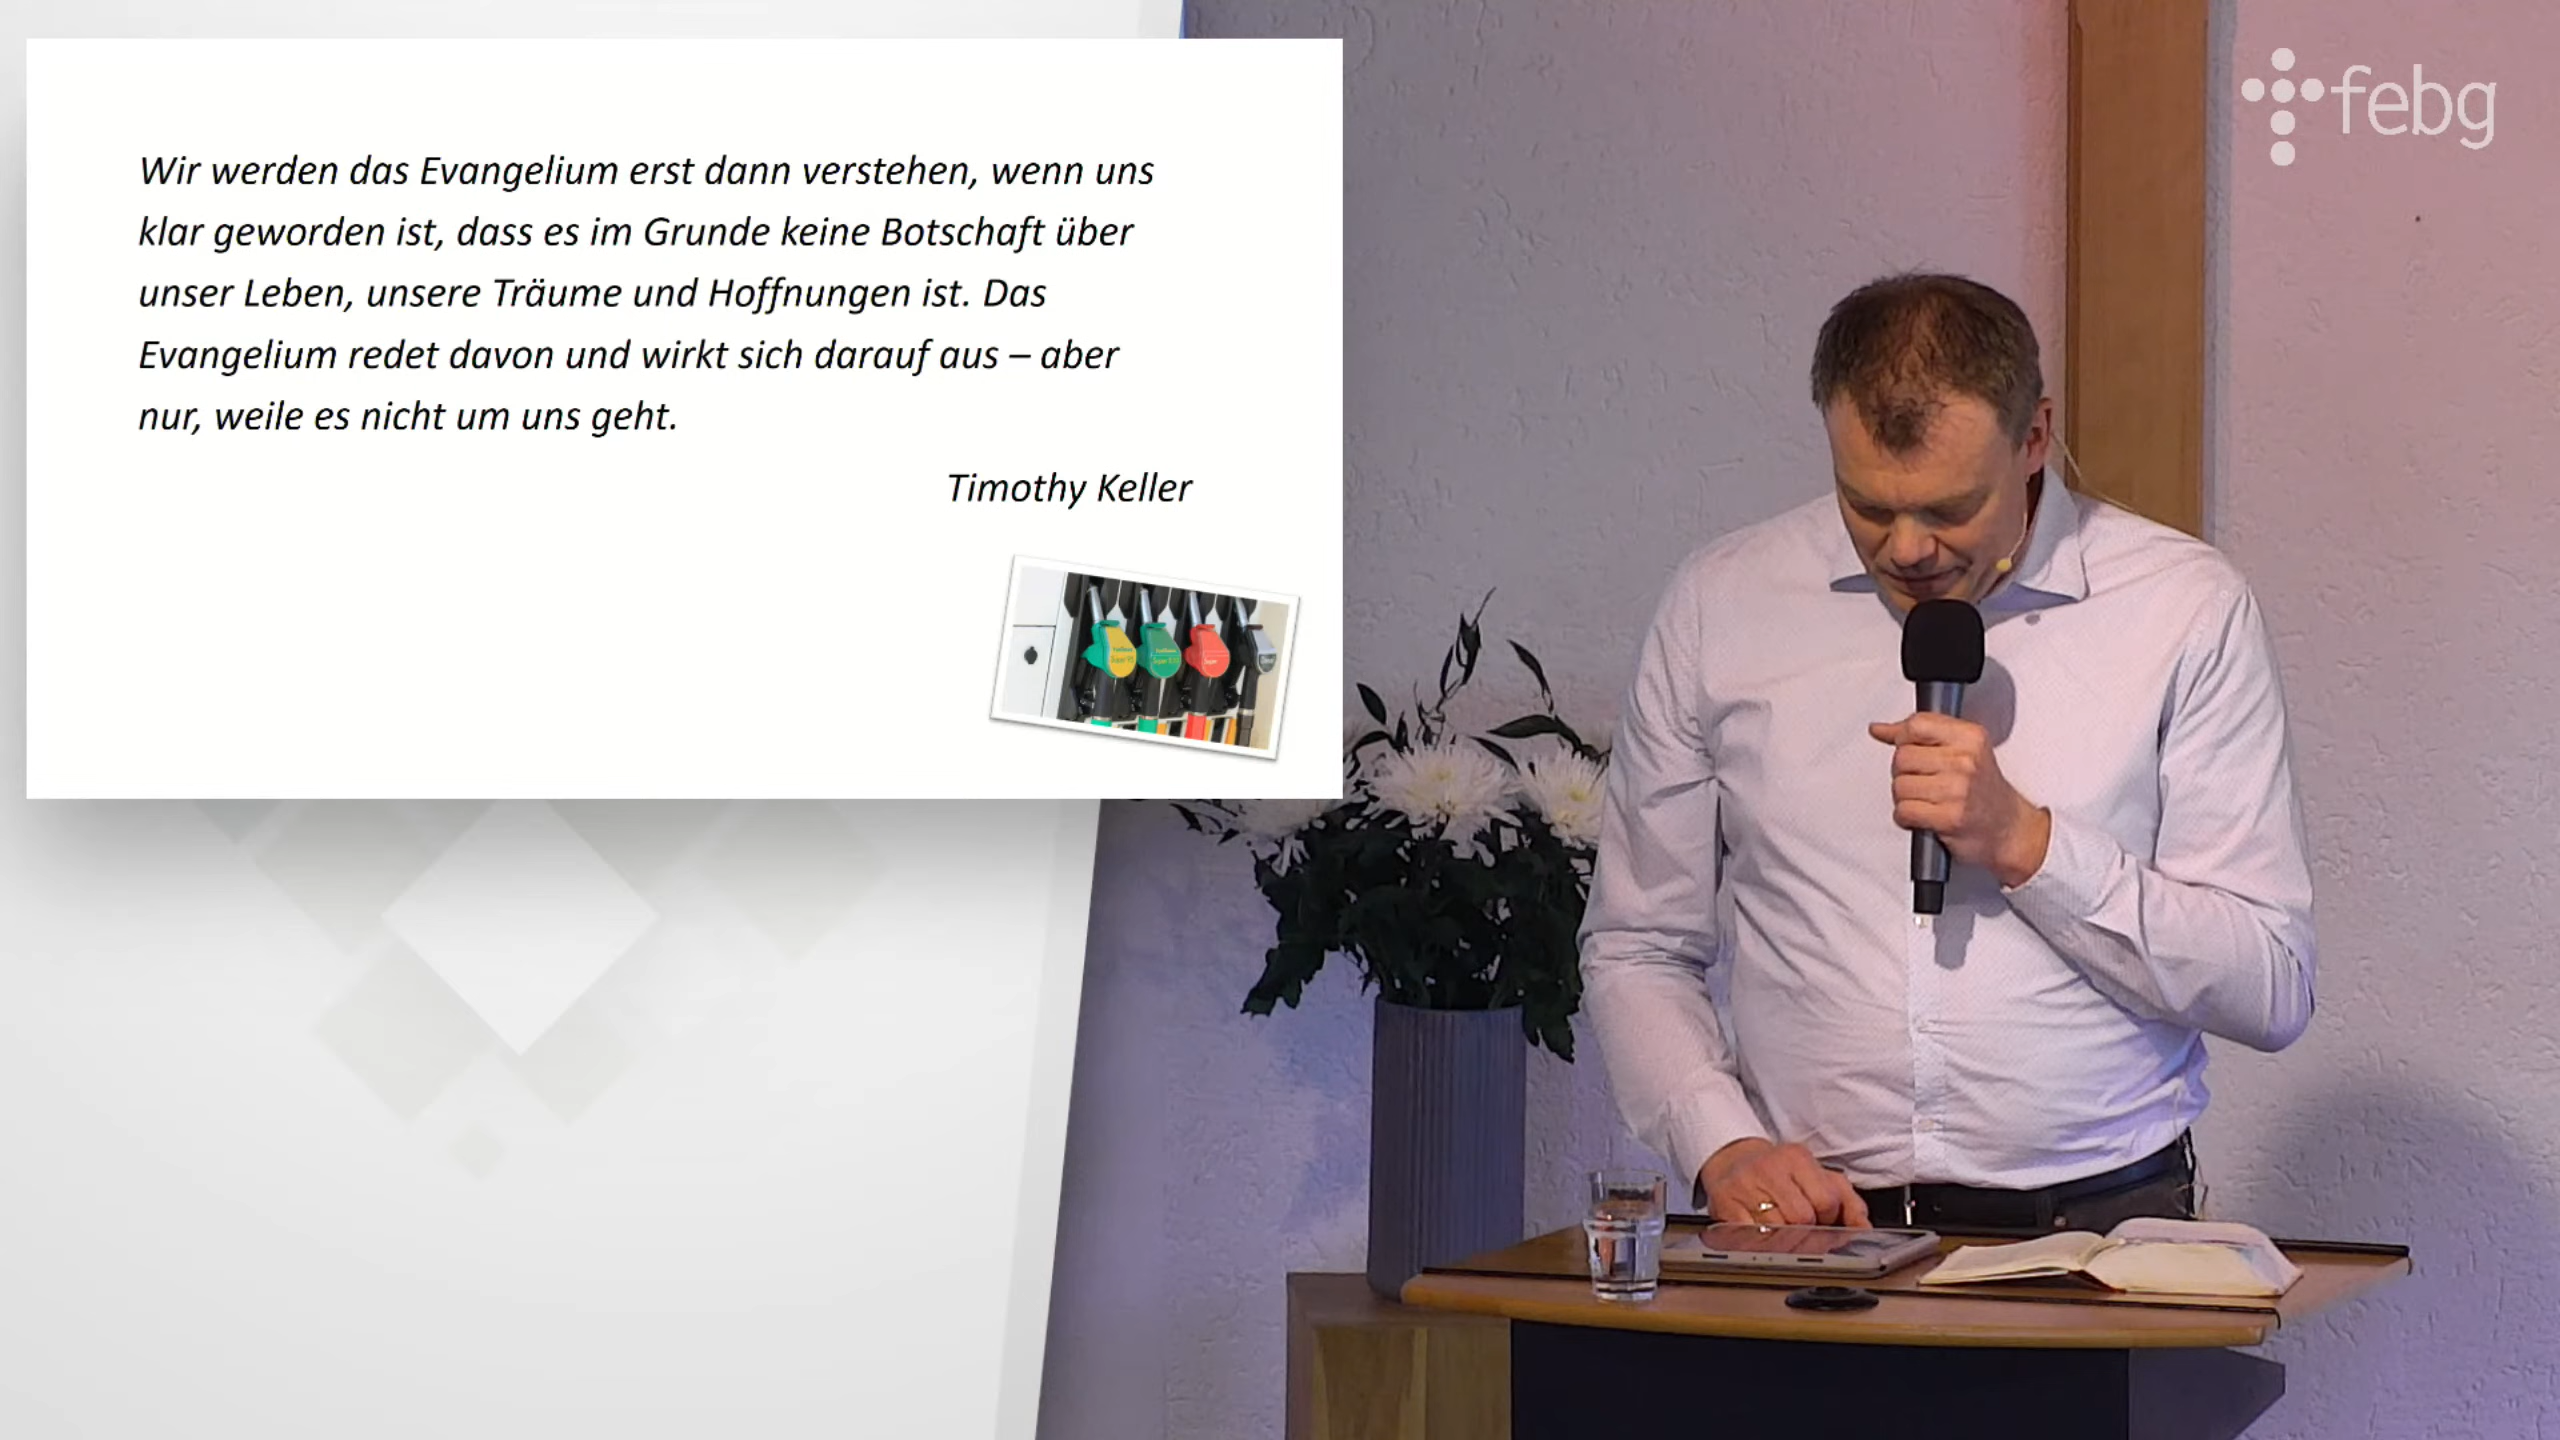 Wir werden das Evangelium erst dann verstehen, wenn uns
klar geworden ist, dass es im Grunde keine Botschaft über
unser Leben, unsere Träume und Hoffnungen ist. Das
Evangelium redet davon und wirkt sich darauf aus – aber
nur, weile es nicht um uns geht.
Timothy Keller
febg